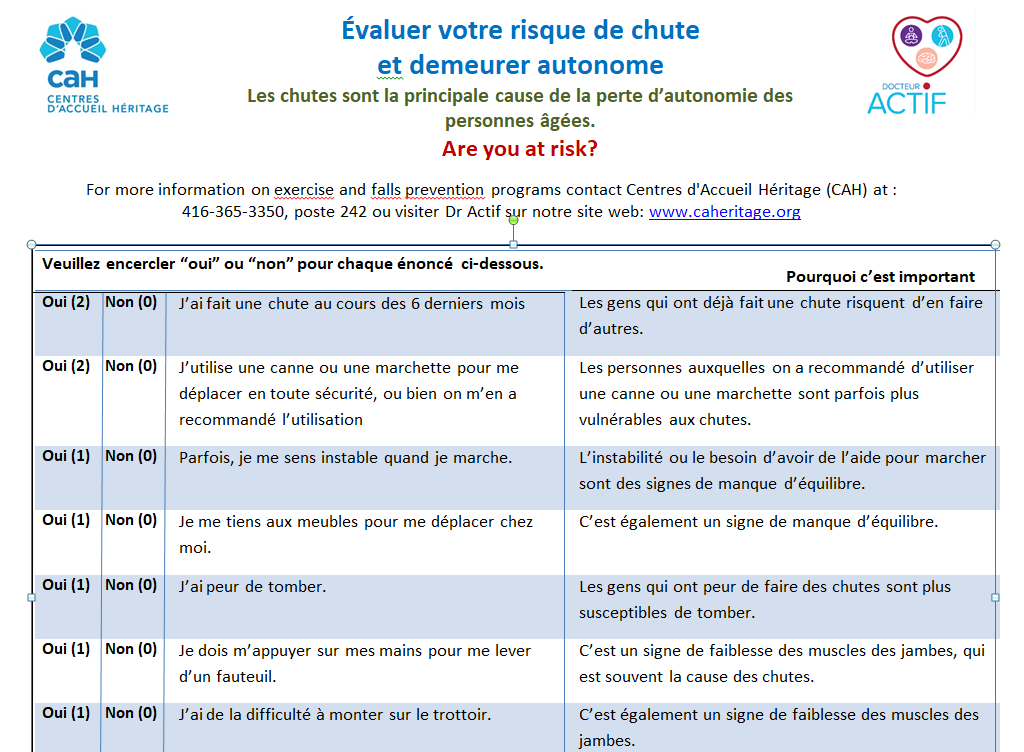 Évaluer votre risque de chute
et demeurer autonome
Les chutes sont la principale cause de la perte d'autonomie des
personnes âgées.
Are you at risk?
CAH
CENTRES
D'ACCUEIL HÉRITAGE
DOCTEUR
ACTIF
For more information on exercise and falls prevention programs contact Centres d'Accueil Héritage (CAH) at :
416-365-3350, poste 242 ou visiter Dr Actif sur notre site web: www.caheritage.org
Veuillez encercler "oui" ou "non" pour chaque énoncé ci-dessous.
Pourquoi c'est important
Oui (2) Non (0) J'ai fait une chute au cours des 6 derniers mois
Les gens qui ont déjà fait une chute risquent d'en faire
d'autres.
Oui (2) Non (0) J'utilise une canne ou une marchette pour me
déplacer en toute sécurité, ou bien on m'en a
recommandé l'utilisation
Les personnes auxquelles on a recommandé d'utiliser
une canne ou une marchette sont parfois plus
vulnérables aux chutes.
Oui (1) Non (0) Parfois, je me sens instable quand je marche.
L'instabilité ou le besoin d'avoir de l'aide pour marcher
sont des signes de manque d'équilibre.
Oui (1) Non (0) Je me tiens aux meubles pour me déplacer chez
moi.
C'est également un signe de manque d'équilibre.
Oui (1) Non (0) J'ai peur de tomber.
Les gens qui ont peur de faire des chutes sont plus
susceptibles de tomber.
Oui (1) Non (0) Je dois m'appuyer sur mes mains pour me lever
d'un fauteuil.
C'est un signe de faiblesse des muscles des jambes, qui
est souvent la cause des chutes.
Oui (1) Non (0) J'ai de la difficulté à monter sur le trottoir.
C'est également un signe de faiblesse des muscles des
jambes.